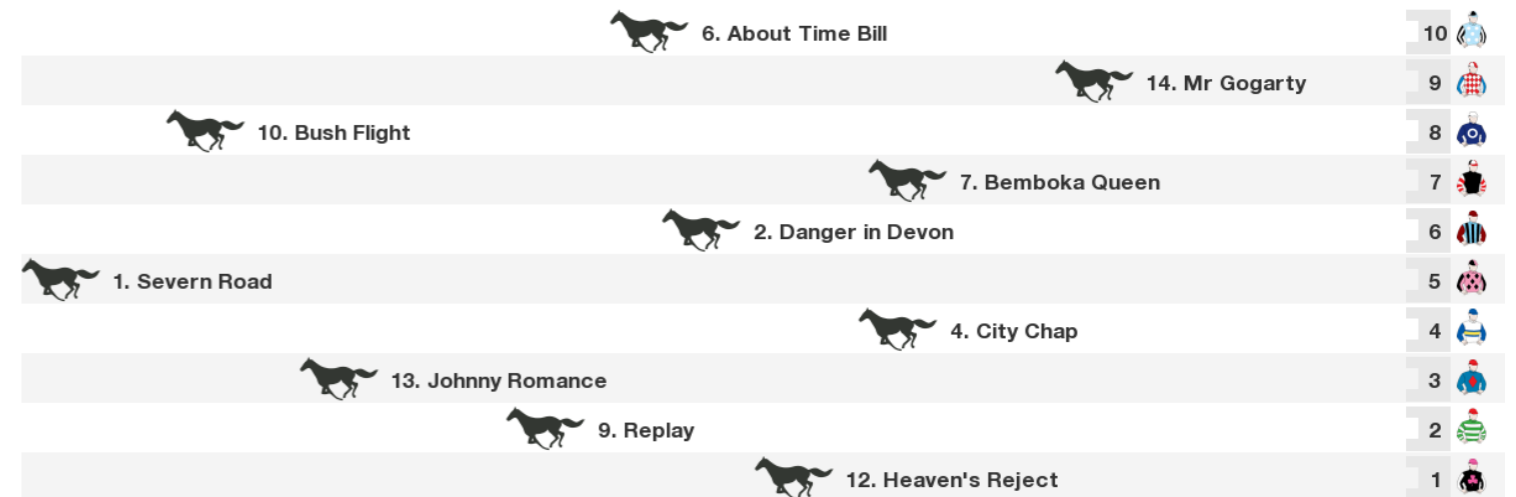 6. About Time Bill 10
14. Mr Gogarty 9
10. Bush Flight 8
7. Bemboka Queen 7
2. Danger in Devon 6
1. Severn Road 5
4. City Chap 4
13. Johnny Romance 3
9. Replay 2
12. Heaven's Reject 1